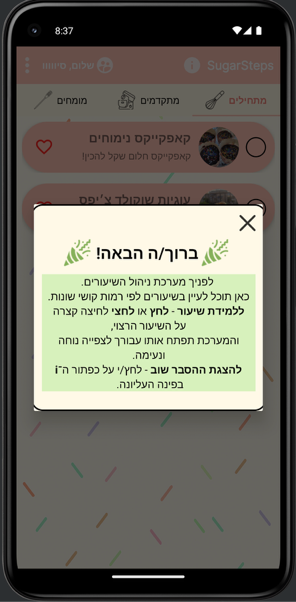 8:37
SugarSteps
שלום, סיוווון
מתחילים
מתקדמים
מומחים
קאפקייקס נימוחים
קאפקייקס חלום שקל להכין!
עוגיות שוקולד צ׳יפס
ברוך/ה הבאה!
לפניך מערכת ניהול השיעורים.
כאן תוכל לעיין בשיעורים לפי רמות קושי שונות.
ללמידת שיעור - לחץ או לחצי לחיצה קצרה
על השיעור הרצוי,
והמערכת תפתח אותו עבורך לצפייה נוחה
ונעימה.
להצגת ההסבר שוב - לחץ/י על כפתור ה־i
בפינה העליונה.